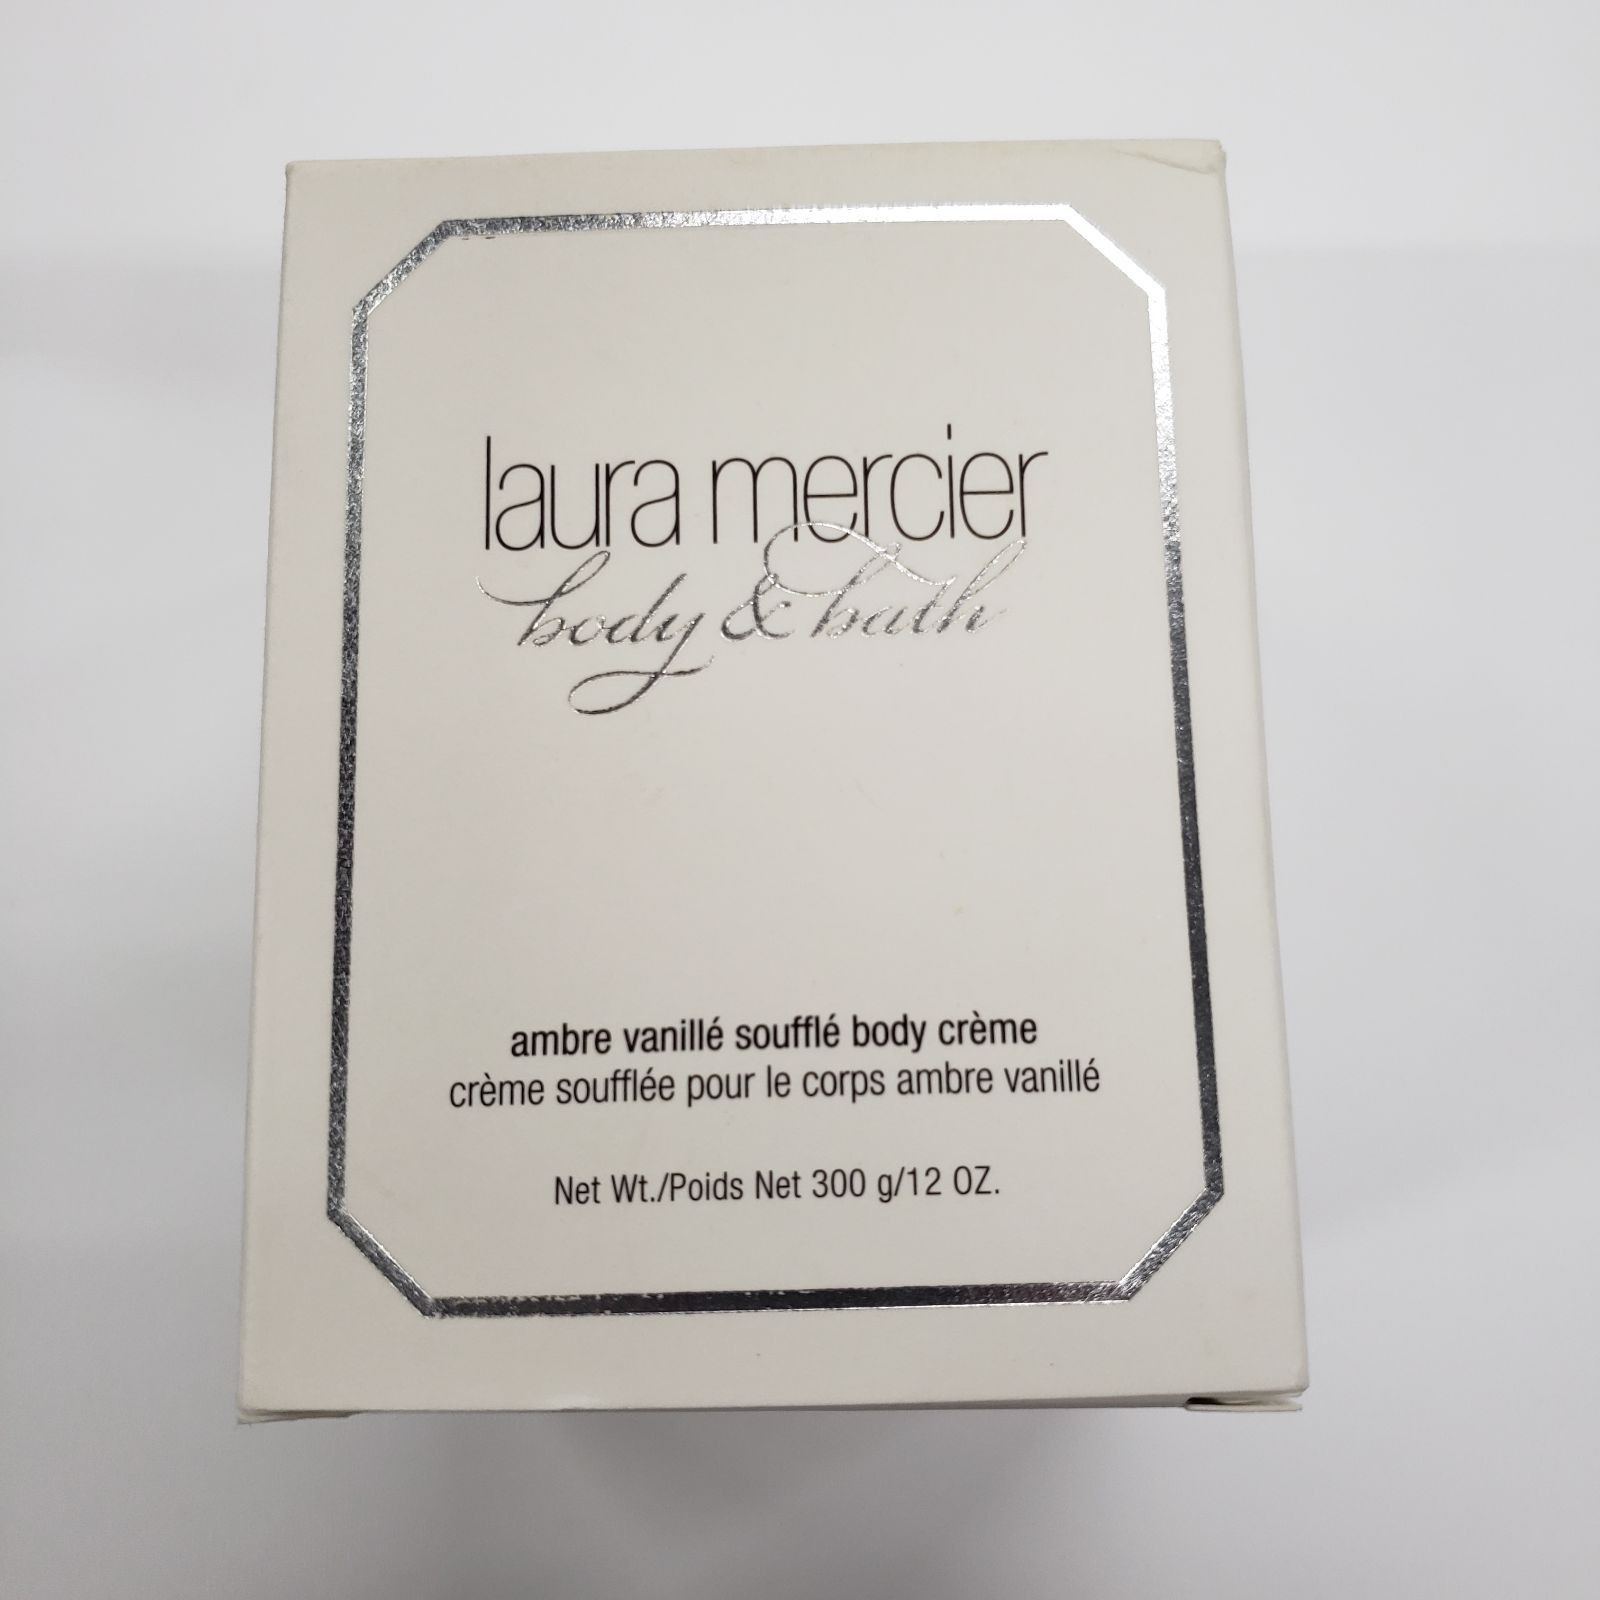 laura mercier
body & bath
ambre vanillé soufflé body crème
crème soufflée pour le corps ambre vanillé
Net Wt./Poids Net 300 g/12 OZ.